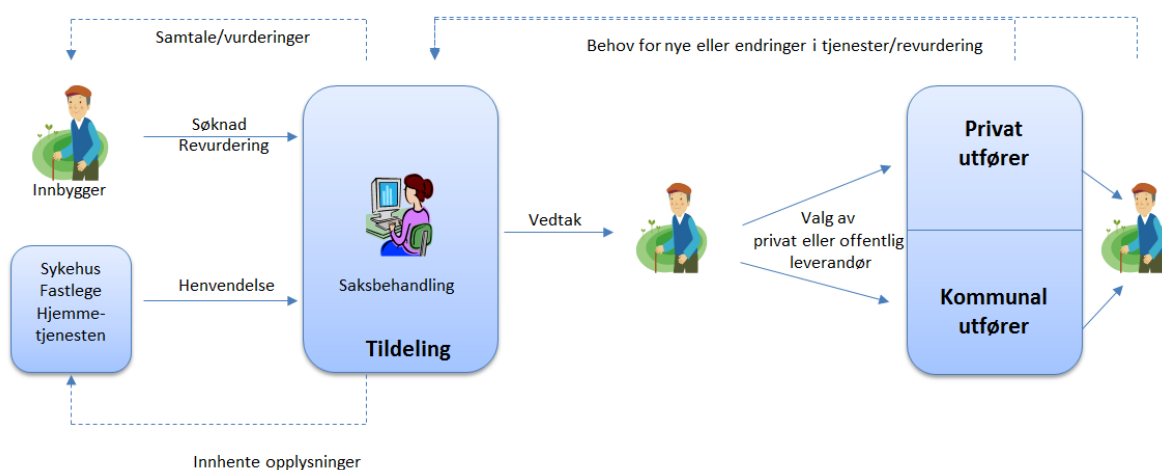 Samtale/vurderinger
Behov for nye eller endringer i tjenester/revurdering
Søknad
Revurdering
Innbygger
Sykehus
Fastlege
Hjemme-
tjenesten
Henvendelse
Saksbehandling
Tildeling
Vedtak
Valg av
privat eller offentlig
leverandør
Privat
utfører
Kommunal
utfører
Innhente opplysninger